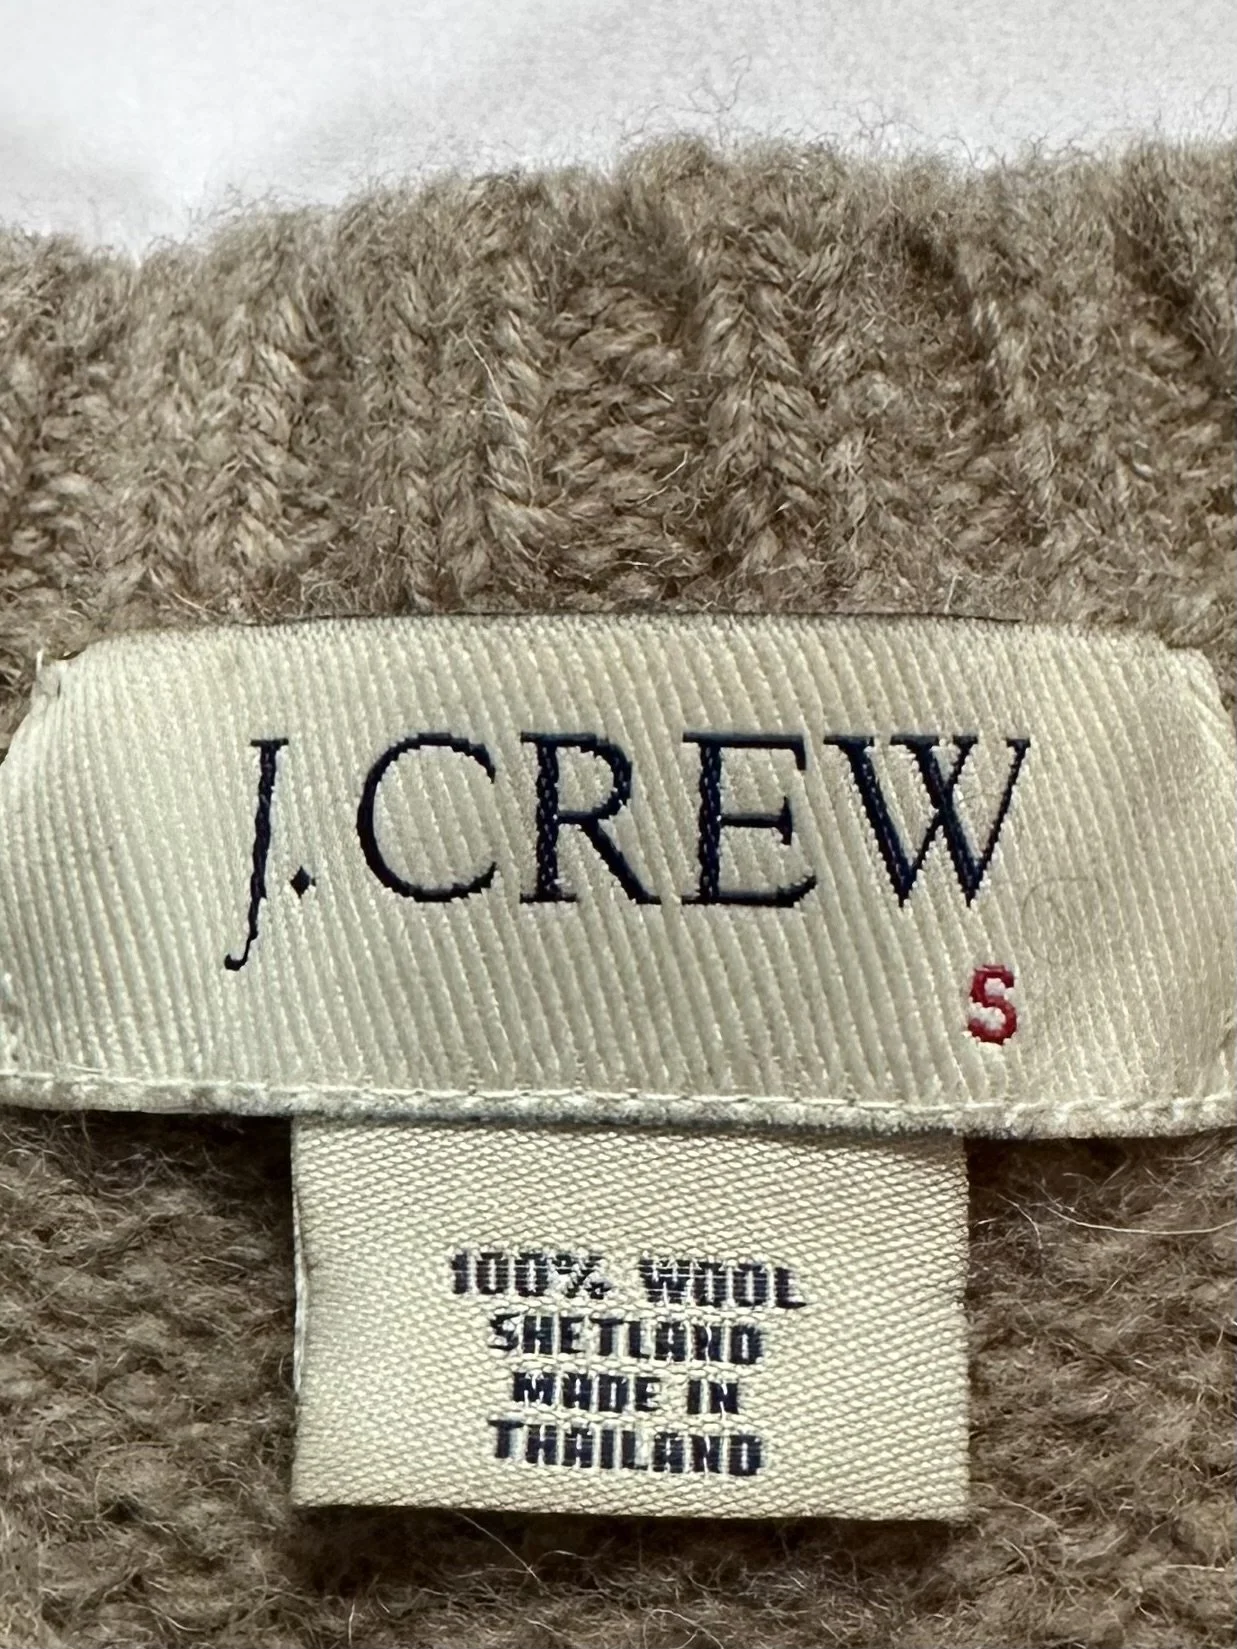 J.CREW
S
100% WOOL
SHETLAND
MADE IN
THAILAND